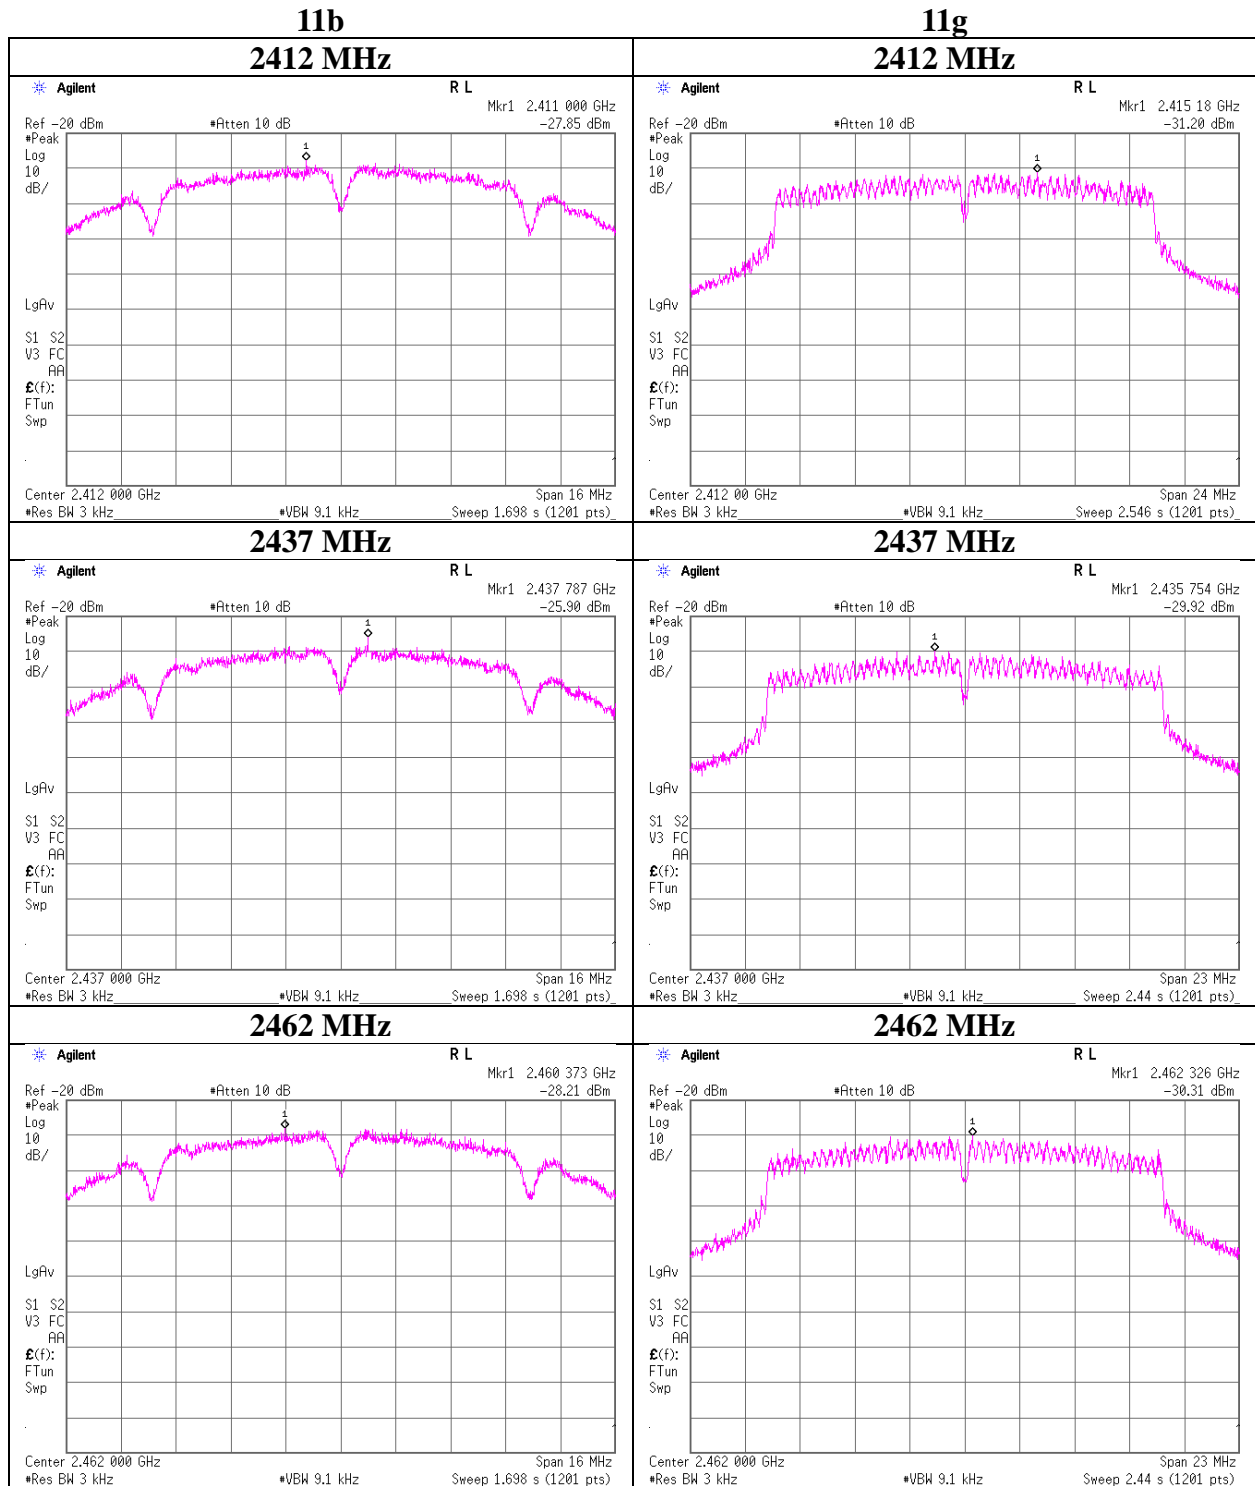 11b 11g
2412 MHz 2412 MHz
Agilent R L
Mkr1 2.411 000 GHz
Ref -20 dBm #Atten 10 dB -27.85 dBm
#Peak
Log
10
dB/
1
LgAv
S1 S2
V3 FC
AA
£(f):
FTun
Swp
Center 2.412 000 GHz Span 16 MHz
#Res BW 3 kHz #VBW 9.1 kHz Sweep 1.698 s (1201 pts)
Agilent R L
Mkr1 2.415 18 GHz
Ref -20 dBm #Atten 10 dB -31.20 dBm
#Peak
Log
10
dB/
1
LgAv
S1 S2
V3 FC
AA
£(f):
FTun
Swp
Center 2.412 00 GHz Span 24 MHz
#Res BW 3 kHz #VBW 9.1 kHz Sweep 2.546 s (1201 pts)
2437 MHz 2437 MHz
Agilent R L
Mkr1 2.437 787 GHz
Ref -20 dBm #Atten 10 dB -25.90 dBm
#Peak
Log
10
dB/
1
LgAv
S1 S2
V3 FC
AA
£(f):
FTun
Swp
Center 2.437 000 GHz Span 16 MHz
#Res BW 3 kHz #VBW 9.1 kHz Sweep 1.698 s (1201 pts)
Agilent R L
Mkr1 2.435 754 GHz
Ref -20 dBm #Atten 10 dB -29.92 dBm
#Peak
Log
10
dB/
1
LgAv
S1 S2
V3 FC
AA
£(f):
FTun
Swp
Center 2.437 000 GHz Span 23 MHz
#Res BW 3 kHz #VBW 9.1 kHz Sweep 2.44 s (1201 pts)
2462 MHz 2462 MHz
Agilent R L
Mkr1 2.460 373 GHz
Ref -20 dBm #Atten 10 dB -28.21 dBm
#Peak
Log
10
dB/
1
LgAv
S1 S2
V3 FC
AA
£(f):
FTun
Swp
Center 2.462 000 GHz Span 16 MHz
#Res BW 3 kHz #VBW 9.1 kHz Sweep 1.698 s (1201 pts)
Agilent R L
Mkr1 2.462 326 GHz
Ref -20 dBm #Atten 10 dB -30.31 dBm
#Peak
Log
10
dB/
1
LgAv
S1 S2
V3 FC
AA
£(f):
FTun
Swp
Center 2.462 000 GHz Span 23 MHz
#Res BW 3 kHz #VBW 9.1 kHz Sweep 2.44 s (1201 pts)